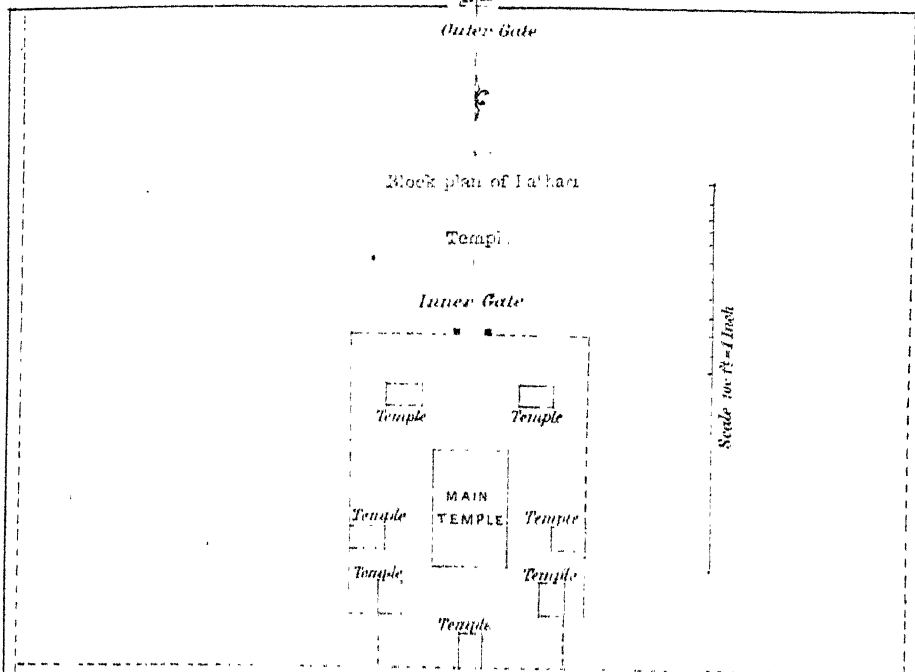 Outer Gate
Block plan of
Templ.
Inner Gate
Temple
Temple
MAIN
TEMPLE
Temple
Temple
Temple
Temple
Temple
Scale 100 ft = 1 Inch